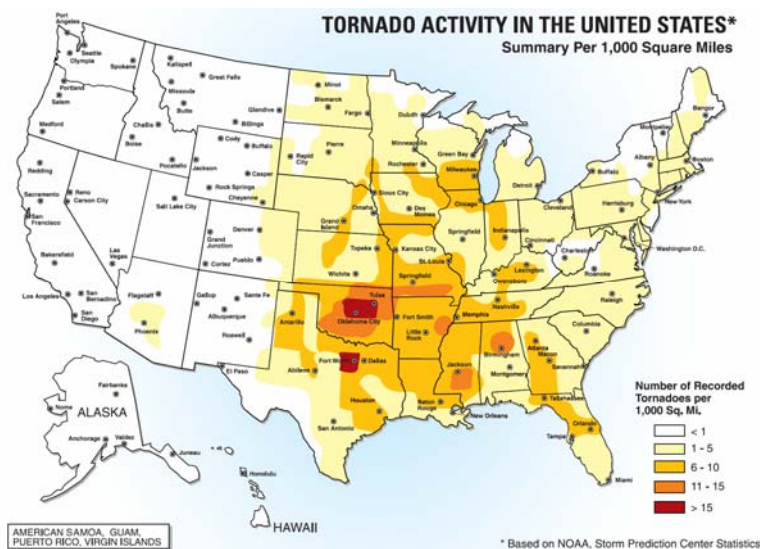 TORNADO ACTIVITY IN THE UNITED STATES*
Summary Per 1,000 Square Miles
Port
Angeles
Seattle
Olympia
Spokane
Portland
Salem
Medford
Kalispell
Great Falls
Missoula
Butte
Glendive
Billings
Challis
Boise
Pocatello
Cody
Buffalo
Jackson
Casper
Rock Springs
Cheyenne
Redding
Reno
Carson City
Sacramento
San
Francisco
Bakersfield
Las
Vegas
Los Angeles
San
Bernadino
San
Diego
Salt Lake City
Grand
Junction
Denver
Pueblo
Cortez
Flagstaff
Phoenix
Gallup
Santa Fe
Albuquerque
Roswell
El Paso
Minot
Bismarck
Fargo
Rapid
City
Pierre
Grand
Island
Omaha
Topeka
Wichita
Tulsa
Oklahoma City
Amarillo
Fort Worth
Dallas
Abilene
Houston
San Antonio
Duluth
Minneapolis
Rochester
Green Bay
Milwaukee
Sioux City
Des
Moines
Chicago
Kansas City
St. Louis
Springfield
Springfield
Indianapolis
Fort Smith
Little
Rock
Memphis
Jackson
Baton
Rouge
New Orleans
Detroit
Cleveland
Cincinnati
Lexington
Owensboro
Nashville
Birmingham
Montgomery
Atlanta
Macon
Savannah
Tallahassee
Orlando
Tampa
Miami
Columbia
Raleigh
Roanoke
Charleston
Washington D.C.
Harrisburg
New York
Buffalo
Albany
Boston
Montpelier
Bangor
Fairbanks
Nome
ALASKA
Anchorage
Valdez
Juneau
Honolulu
HAWAII
Number of Recorded
Tornadoes per
1,000 Sq. Mi.
< 1
1 - 5
6 - 10
11 - 15
> 15
AMERICAN SAMOA, GUAM,
PUERTO RICO, VIRGIN ISLANDS
* Based on NOAA, Storm Prediction Center Statistics